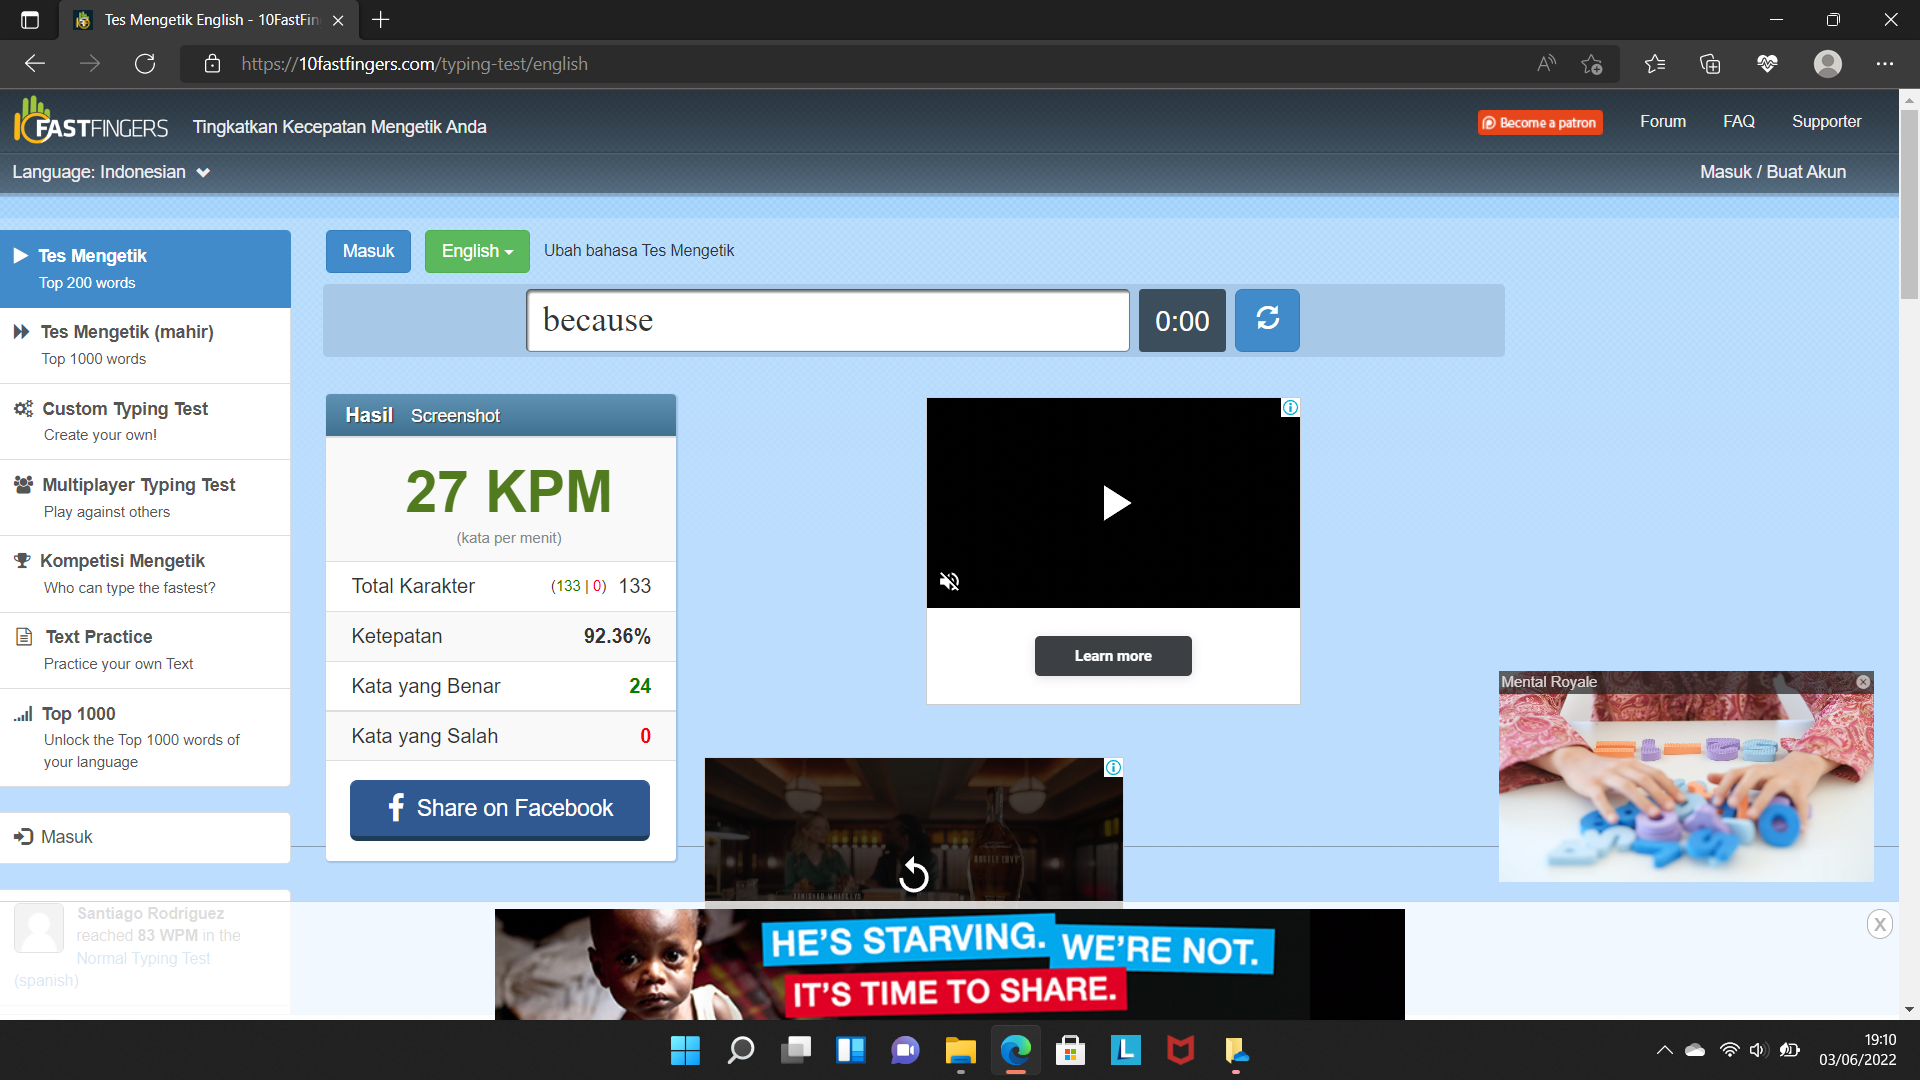 Tes Mengetik English - 10FastFin
https://10fastfingers.com/typing-test/english
FASTFINGERS
Tingkatkan Kecepatan Mengetik Anda
Become a patron
Forum
FAQ
Supporter
Language: Indonesian
Masuk / Buat Akun
Tes Mengetik
Top 200 words
Tes Mengetik (mahir)
Top 1000 words
Custom Typing Test
Create your own!
Multiplayer Typing Test
Play against others
Kompetisi Mengetik
Who can type the fastest?
Text Practice
Practice your own Text
Top 1000
Unlock the Top 1000 words of
your language
Masuk
Santiago Rodriguez
reached 83 WPM in the
Normal Typing Test
(spanish)
Masuk
English
Ubah bahasa Tes Mengetik
because
0:00
Hasil
Screenshot
27 KPM
(kata per menit)
Total Karakter (133 | 0) 133
Ketepatan 92.36%
Kata yang Benar 24
Kata yang Salah 0
Share on Facebook
Learn more
Mental Royale
HE'S STARVING. WE'RE NOT.
IT'S TIME TO SHARE.
X
19:10
03/06/2022